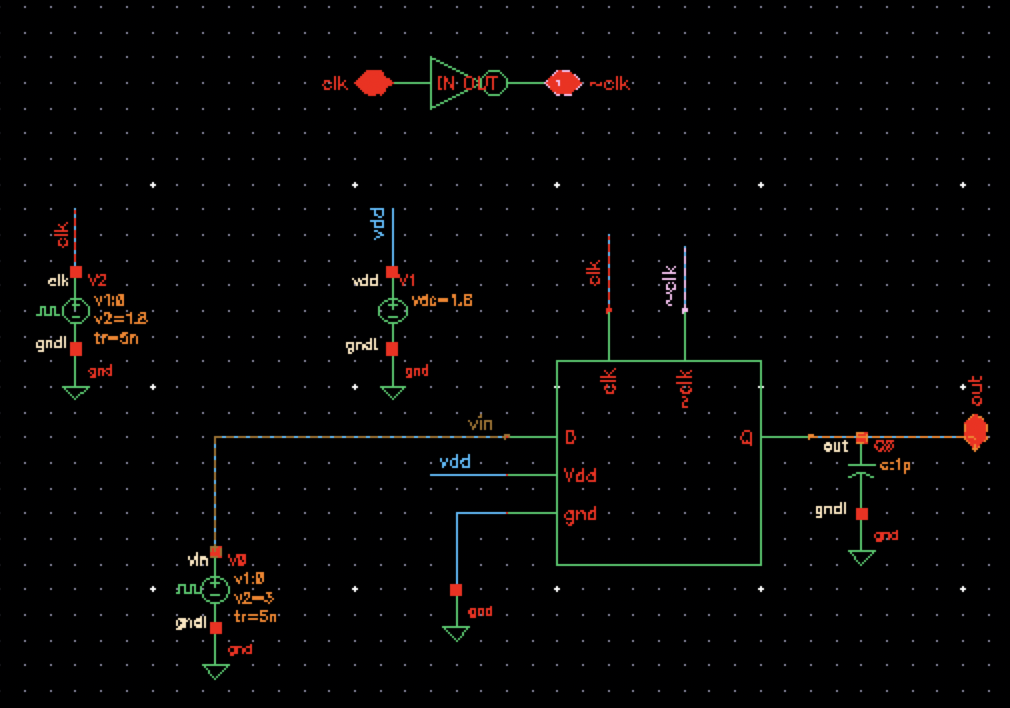 clk IN OUT ~clk
clk
clk V2
v1:0
v2=1.8
tr=5n
gndl
gnd
vdd
vdd V1
vdc=1.8
gndl
gnd
clk
~clk
clk
~clk
vin
D
Q
vdd
Vdd
gnd
gnd
out
out
c:1p
gndl
gnd
vin V0
v1:0
v2=3
tr=5n
gndl
gnd